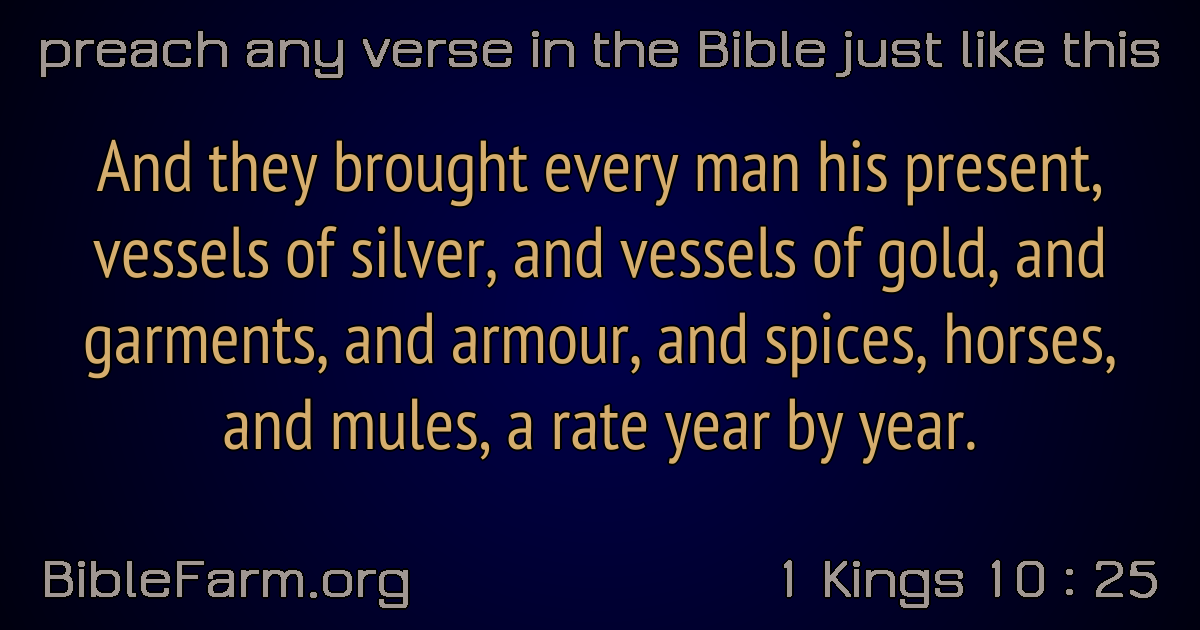 preach any verse in the Bible just like this
And they brought every man his present,
vessels of silver, and vessels of gold, and
garments, and armour, and spices, horses,
and mules, a rate year by year.
BibleFarm.org
1 Kings 10 : 25